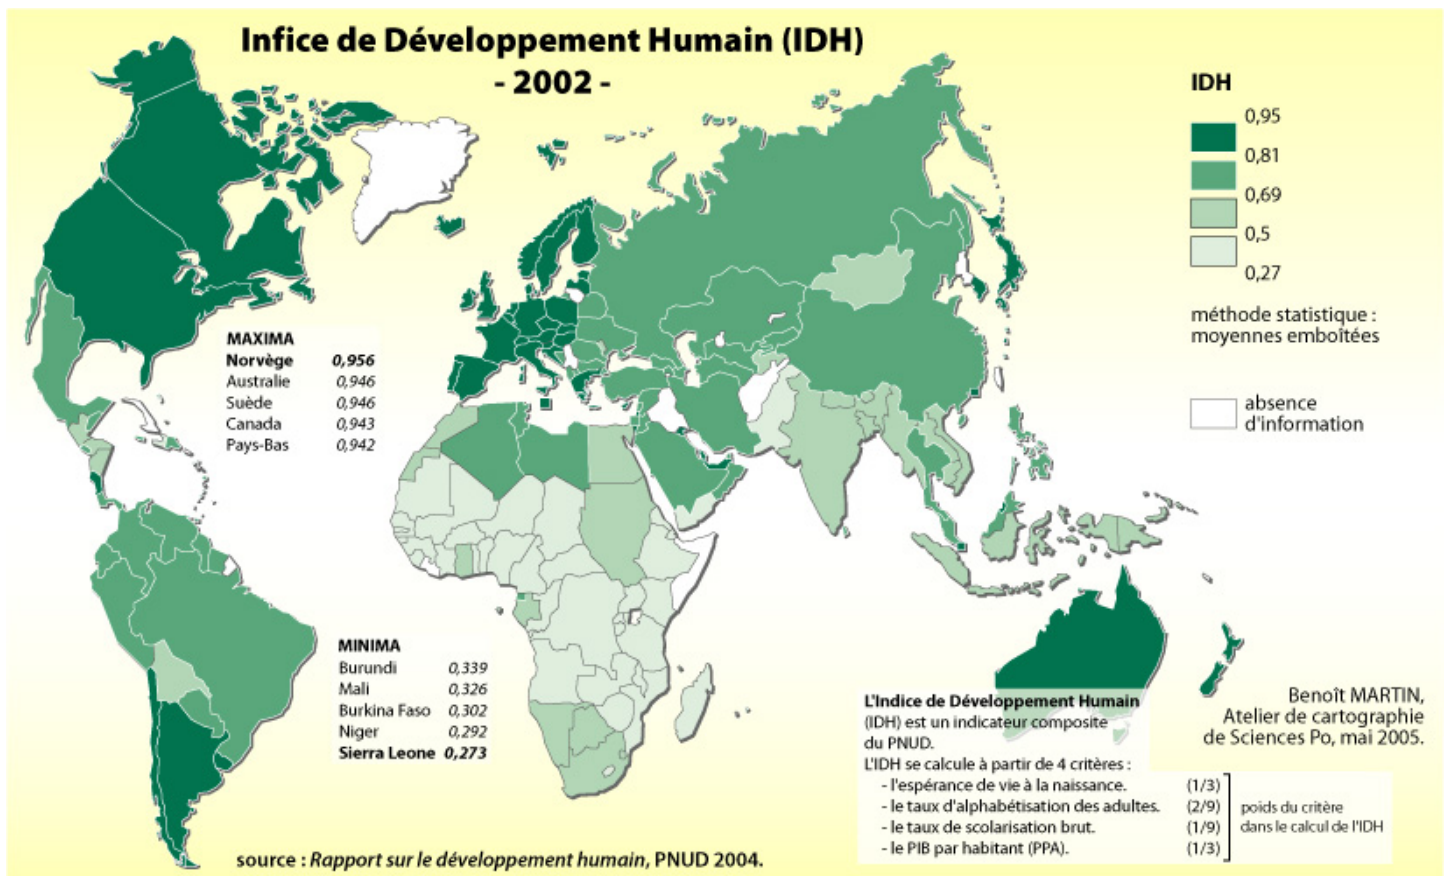 Infice de Développement Humain (IDH)
- 2002 -
IDH
0,95
0,81
0,69
0,5
0,27
méthode statistique :
moyennes emboîtées
absence
d'information
MAXIMA
Norvège 0,956
Australie 0,946
Suède 0,946
Canada 0,943
Pays-Bas 0,942
MINIMA
Burundi 0,339
Mali 0,326
Burkina Faso 0,302
Niger 0,292
Sierra Leone 0,273
L'Indice de Développement Humain
(IDH) est un indicateur composite
du PNUD.
L'IDH se calcule à partir de 4 critères :
- l'espérance de vie à la naissance. (1/3)
- le taux d'alphabétisation des adultes. (2/9)
- le taux de scolarisation brut. (1/9)
- le PIB par habitant (PPA). (1/3)
poids du critère
dans le calcul de l'IDH
Benoît MARTIN,
Atelier de cartographie
de Sciences Po, mai 2005.
source : Rapport sur le développement humain, PNUD 2004.